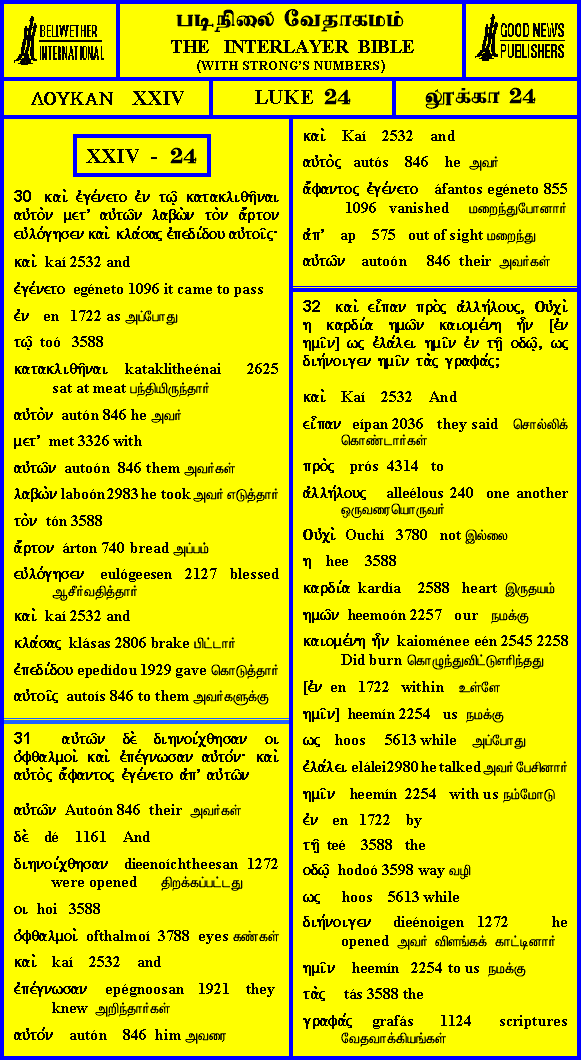 BELLWETHER
INTERNATIONAL
படிநிலை வேதாகமம்
THE INTERLAYER BIBLE
(WITH STRONG'S NUMBERS)
GOOD NEWS
PUBLISHERS
ΛΟΥΚΑΝ XXIV
LUKE 24
லூக்கா 24
XXIV - 24
30 καὶ ἐγένετο ἐν τῷ κατακλιθῆναι
αὐτὸν μετ' αὐτῶν λαβὼν τὸν ἄρτον
εὐλόγησεν καὶ κλάσας ἐπεδίδου αὐτοῖς·
καὶ kaí 2532 and
ἐγένετο egéneto 1096 it came to pass
ἐν en 1722 as அப்போது
τῷ toó 3588
κατακλιθῆναι kataklitheénai 2625
sat at meat பந்தியிருந்தார்
αὐτὸν autón 846 he அவர்
μετ' met 3326 with
αὐτῶν autoón 846 them அவர்கள்
λαβὼν laboón 2983 he took அவர் எடுத்தார்
τὸν tón 3588
ἄρτον árton 740 bread அப்பம்
εὐλόγησεν eulógeesen 2127 blessed
ஆசீர்வதித்தார்
καὶ kaí 2532 and
κλάσας klásas 2806 brake பிட்டார்
ἐπεδίδου epedídou 1929 gave கொடுத்தார்
αὐτοῖς autoís 846 to them அவர்களுக்கு
31 αὐτῶν δὲ διηνοίχθησαν οι
ὀφθαλμοὶ καὶ ἐπέγνωσαν αὐτόν· καὶ
αὐτὸς ἄφαντος ἐγένετο ἀπ' αὐτῶν
αὐτῶν Autoón 846 their அவர்கள்
δὲ dé 1161 And
διηνοίχθησαν dieenoíchtheesan 1272
were opened திறக்கப்பட்டது
οι hoi 3588
ὀφθαλμοὶ ofthalmoí 3788 eyes கண்கள்
καὶ kaí 2532 and
ἐπέγνωσαν epégnoosan 1921 they
knew அறிந்தார்கள்
αὐτόν autón 846 him அவரை
καὶ Kaí 2532 and
αὐτὸς autós 846 he அவர்
ἄφαντος ἐγένετο áfantos egéneto 855
1096 vanished மறைந்துபோனார்
ἀπ' ap 575 out of sight மறைந்து
αὐτῶν autoón 846 their அவர்கள்
32 καὶ εἶπαν πρὸς ἀλλήλους, Οὐχὶ
η καρδία ημῶν καιομένη ἦν [ἐν
ημῖν] ως ἐλάλει ημῖν ἐν τῇ οδῷ, ως
διήνοιγεν ημῖν τὰς γραφάς;
καὶ Kaí 2532 And
εἶπαν eípan 2036 they said சொல்லிக்
கொண்டார்கள்
πρὸς prós 4314 to
ἀλλήλους alleélous 240 one another
ஒருவரையொருவர்
Οὐχὶ Ouchí 3780 not இல்லை
η hee 3588
καρδία kardía 2588 heart இருதயம்
ημῶν heemoón 2257 our நமக்கு
καιομένη ἦν kaioménee eén 2545 2258
Did burn கொழுந்துவிட்டுஎரிந்தது
[ἐν en 1722 within உள்ளே
ημῖν] heemín 2254 us நமக்கு
ως hoos 5613 while அப்போது
ἐλάλει elálei2980 he talked அவர் பேசினார்
ημῖν heemín 2254 with us நம்மோடு
ἐν en 1722 by
τῇ teé 3588 the
οδῷ hodoó 3598 way வழி
ως hoos 5613 while
διήνοιγεν dieénoigen 1272 he
opened அவர் விளங்கக் காட்டினார்
ημῖν heemín 2254 to us நமக்கு
τὰς tás 3588 the
γραφάς grafás 1124 scriptures
வேதவாக்கியங்கள்